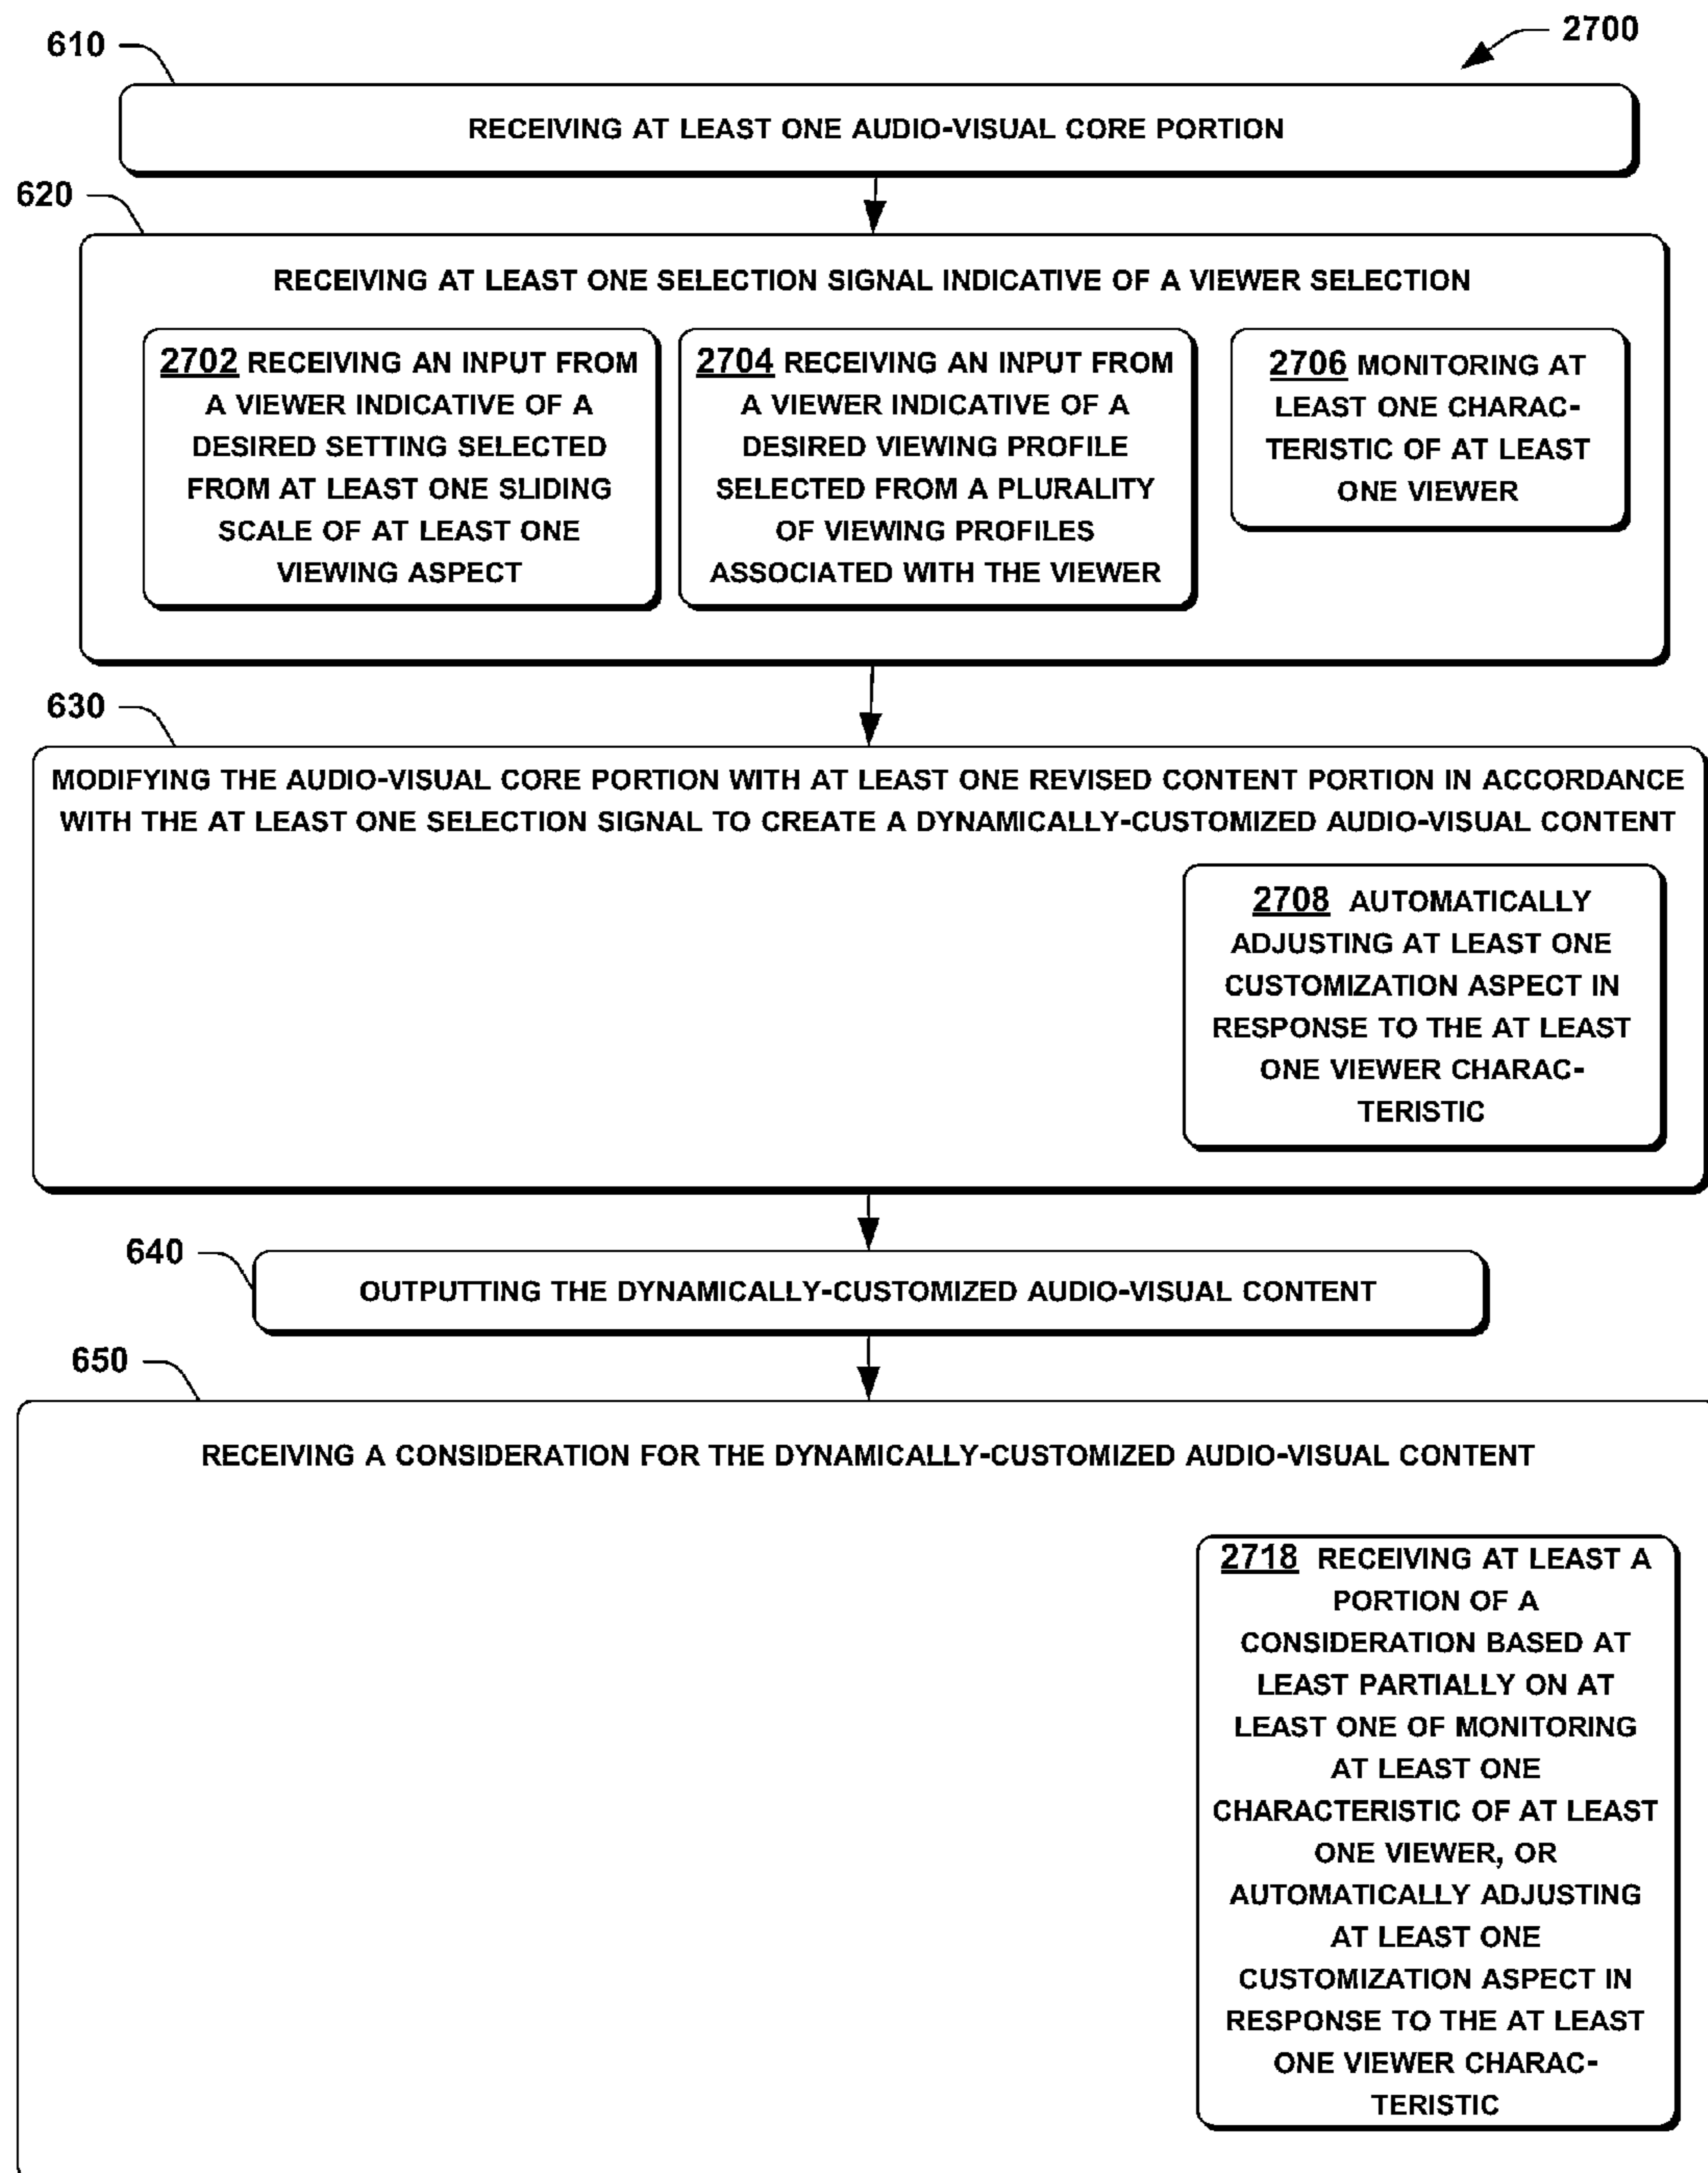 610
2700
RECEIVING AT LEAST ONE AUDIO-VISUAL CORE PORTION
620
RECEIVING AT LEAST ONE SELECTION SIGNAL INDICATIVE OF A VIEWER SELECTION
2702 RECEIVING AN INPUT FROM
A VIEWER INDICATIVE OF A
DESIRED SETTING SELECTED
FROM AT LEAST ONE SLIDING
SCALE OF AT LEAST ONE
VIEWING ASPECT
2704 RECEIVING AN INPUT FROM
A VIEWER INDICATIVE OF A
DESIRED VIEWING PROFILE
SELECTED FROM A PLURALITY
OF VIEWING PROFILES
ASSOCIATED WITH THE VIEWER
2706 MONITORING AT
LEAST ONE CHARAC-
TERISTIC OF AT LEAST
ONE VIEWER
630
MODIFYING THE AUDIO-VISUAL CORE PORTION WITH AT LEAST ONE REVISED CONTENT PORTION IN ACCORDANCE
WITH THE AT LEAST ONE SELECTION SIGNAL TO CREATE A DYNAMICALLY-CUSTOMIZED AUDIO-VISUAL CONTENT
2708 AUTOMATICALLY
ADJUSTING AT LEAST ONE
CUSTOMIZATION ASPECT IN
RESPONSE TO THE AT LEAST
ONE VIEWER CHARAC-
TERISTIC
640
OUTPUTTING THE DYNAMICALLY-CUSTOMIZED AUDIO-VISUAL CONTENT
650
RECEIVING A CONSIDERATION FOR THE DYNAMICALLY-CUSTOMIZED AUDIO-VISUAL CONTENT
2718 RECEIVING AT LEAST A
PORTION OF A
CONSIDERATION BASED AT
LEAST PARTIALLY ON AT
LEAST ONE OF MONITORING
AT LEAST ONE
CHARACTERISTIC OF AT LEAST
ONE VIEWER, OR
AUTOMATICALLY ADJUSTING
AT LEAST ONE
CUSTOMIZATION ASPECT IN
RESPONSE TO THE AT LEAST
ONE VIEWER CHARAC-
TERISTIC